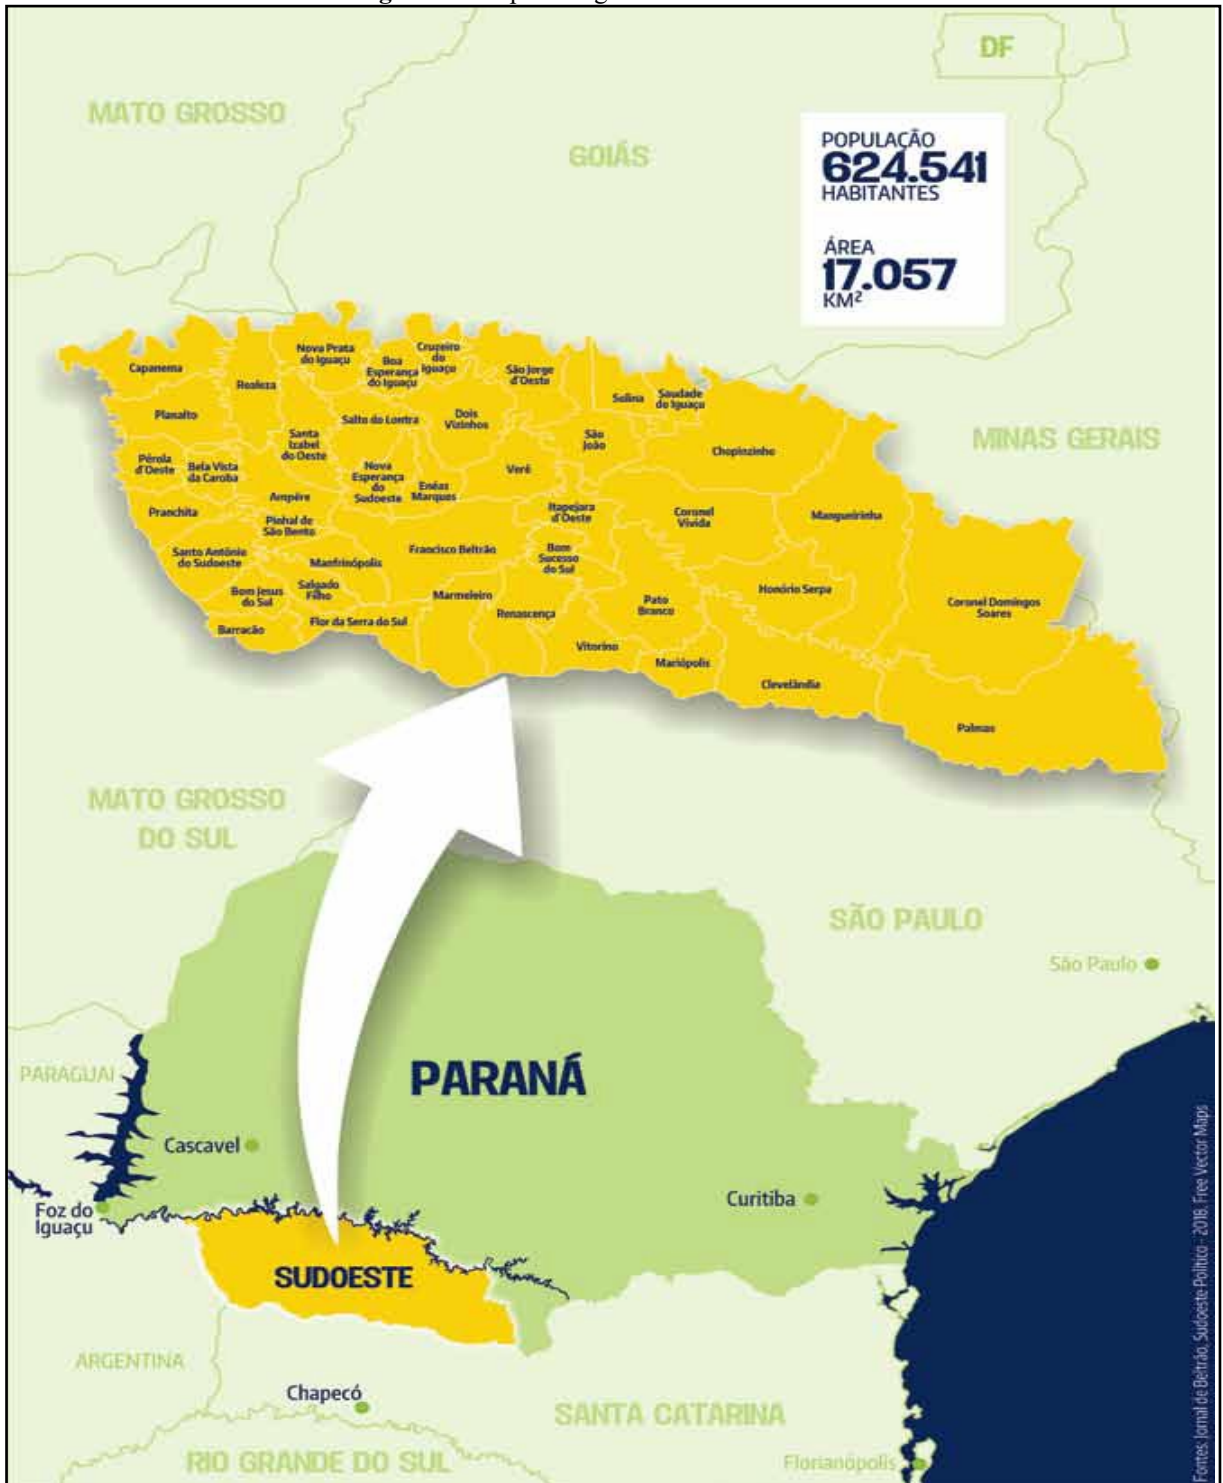 DF
MATO GROSSO
GOIÁS
POPULAÇÃO
624.541
HABITANTES
ÁREA
17.057
KM²
MINAS GERAIS
Capanema
Realeza
Nova Prata
do Iguaçu
Boa
Esperança
do Iguaçu
Cruzeiro
do
Iguaçu
São Jorge
d'Oeste
Sulina
Saudade
do Iguaçu
Planalto
Santa
Izabel
do Oeste
Salto do Lontra
Dois
Vizinhos
São
João
Chopinzinho
Pérola
d'Oeste
Bela Vista
da Caroba
Ampére
Nova
Esperança
do
Sudoeste
Enéas
Marques
Verê
Itapejara
d'Oeste
Coronel
Vivida
Mangueirinha
Pranchita
Pinhal de
São Bento
Santo Antônio
do Sudoeste
Manfrinópolis
Francisco Beltrão
Bom
Sucesso
do Sul
Honório Serpa
Coronel Domingos
Soares
Bom Jesus
do Sul
Salgado
Filho
Marmeleiro
Renascença
Pato
Branco
Barracão
Flor da Serra do Sul
Vitorino
Mariópolis
Clevelândia
Palmas
MATO GROSSO
DO SUL
SÃO PAULO
São Paulo
PARAGUAI
PARANÁ
Cascavel
Foz do
Iguaçu
Curitiba
SUDOESTE
ARGENTINA
Chapecó
SANTA CATARINA
RIO GRANDE DO SUL
Florianópolis
Fontes: Jornal de Beltrão, Sudoeste Político - 2018, Free Vector Maps